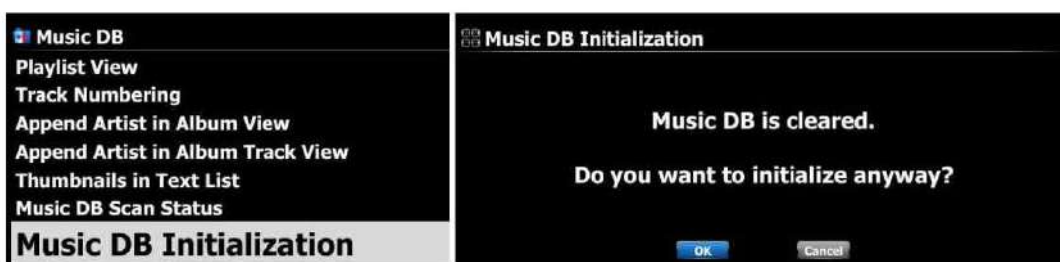 Music DB
Playlist View
Track Numbering
Append Artist in Album View
Append Artist in Album Track View
Thumbnails in Text List
Music DB Scan Status
Music DB Initialization
Music DB Initialization
Music DB is cleared.
Do you want to initialize anyway?
OK
Cancel